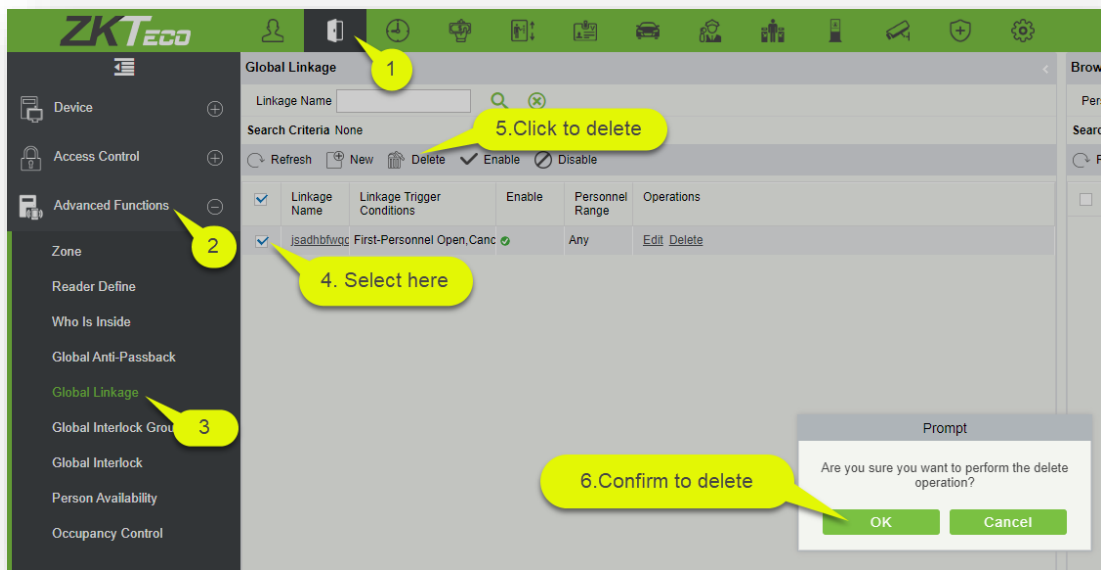 ZKTeco
1
Global Linkage
Brow
Device
Linkage Name
Per
Search Criteria None
5.Click to delete
Searc
Access Control
Refresh New Delete Enable Disable
F
Advanced Functions
Linkage Name Linkage Trigger Conditions Enable Personnel Range Operations
2
jsadhbfwqc First-Personnel Open,Canc Any Edit Delete
Zone
4. Select here
Reader Define
Who Is Inside
Global Anti-Passback
Global Linkage
3
Global Interlock Grou
Global Interlock
Person Availability
Occupancy Control
Prompt
Are you sure you want to perform the delete
operation?
6.Confirm to delete
OK Cancel